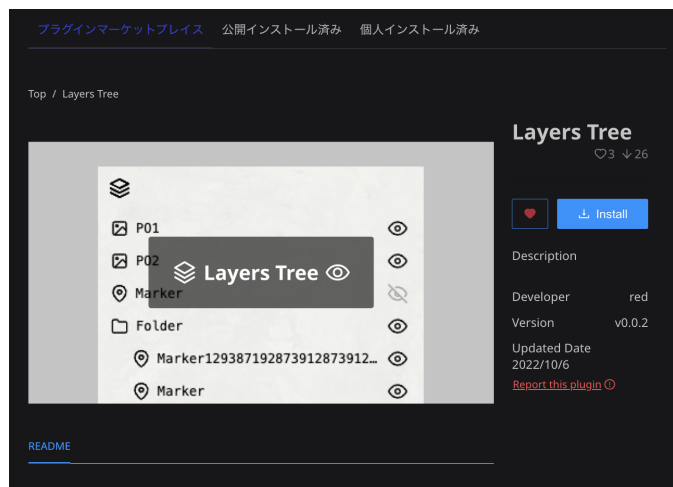 プラグインマーケットプレイス 公開インストール済み 個人インストール済み
Top / Layers Tree
P01
P02
Marker
Layers Tree
Folder
Marker129387192873912873912…
Marker
Layers Tree
3 26
Install
Description
Developer red
Version v0.0.2
Updated Date
2022/10/6
Report this plugin
README